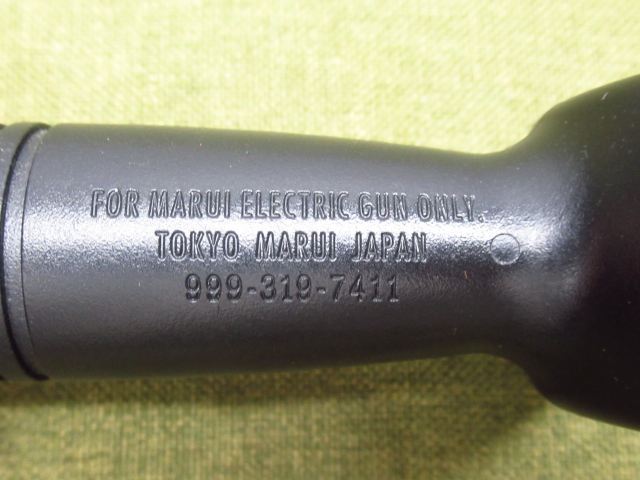 FOR MARUI ELECTRIC GUN ONLY.
TOKYO MARUI JAPAN
999-319-7411